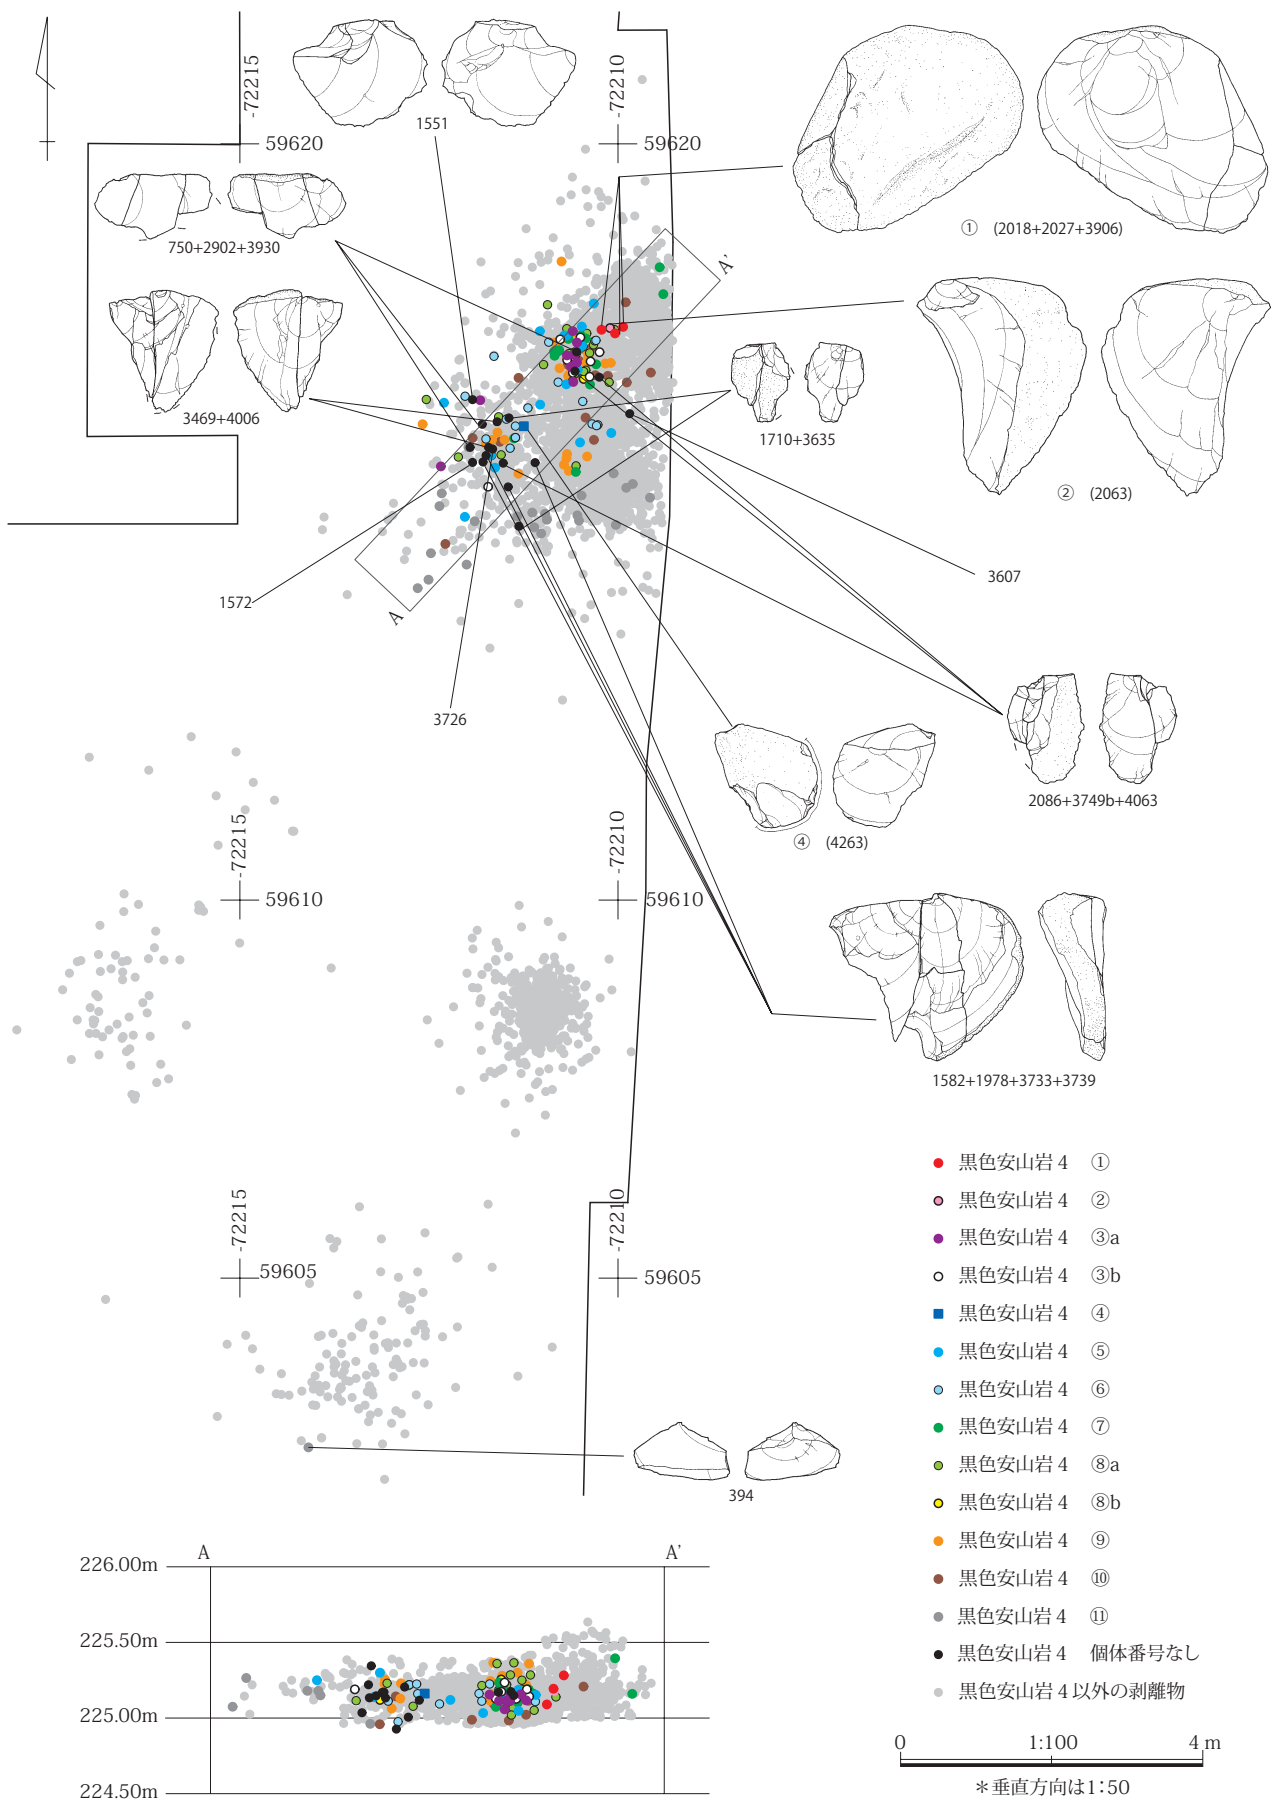 -72215
-72210
59620
59620
1551
① (2018+2027+3906)
750+2902+3930
A'
3469+4006
1710+3635
② (2063)
3607
1572
A
3726
2086+3749b+4063
④ (4263)
-72215
-72210
59610
59610
1582+1978+3733+3739
黒色安山岩 4 ①
黒色安山岩 4 ②
黒色安山岩 4 ③a
黒色安山岩 4 ③b
黒色安山岩 4 ④
黒色安山岩 4 ⑤
黒色安山岩 4 ⑥
黒色安山岩 4 ⑦
黒色安山岩 4 ⑧a
黒色安山岩 4 ⑧b
黒色安山岩 4 ⑨
黒色安山岩 4 ⑩
黒色安山岩 4 ⑪
黒色安山岩 4 個体番号なし
黒色安山岩 4以外の剥離物
-72215
-72210
59605
59605
394
A A'
226.00m
225.50m
225.00m
224.50m
0 1:100 4 m
＊垂直方向は1:50